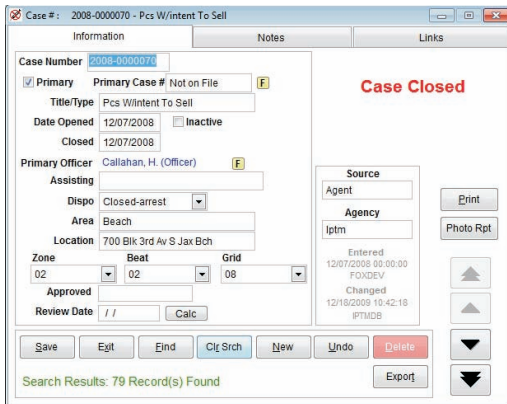 Case # : 2008-0000070 - Pcs W/intent To Sell
Information Notes Links
Case Number 2008-0000070
Primary Primary Case # Not on File F
Case Closed
Title/Type Pcs W/intent To Sell
Date Opened 12/07/2008 Inactive
Closed 12/07/2008
Primary Officer Callahan, H. (Officer) F
Assisting
Source
Agent
Dispo Closed-arrest
Print
Agency
Area Beach
Iptm
Photo Rpt
Location 700 Blk 3rd Av S Jax Bch
Entered
12/07/2008 00:00:00
FOXDEV
Zone Beat Grid
02 02 08
Changed
12/18/2009 10:42:18
IPTMDB
Approved
Review Date / / Calc
Save Exit Find Clr Srch New Undo Delete
Search Results: 79 Record(s) Found
Export